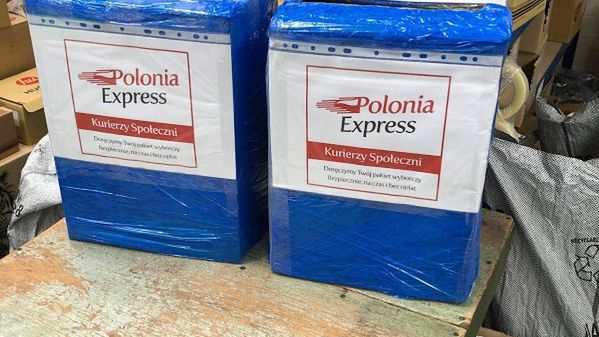 Polonia
Express
Kurierzy Społeczni
Doręczymy Twój pakiet wyborczy
Bezpiecznie, na czas i bez opłat
Polonia
Express
Kurierzy Społeczni
Doręczymy Twój pakiet wyborczy
Bezpiecznie, na czas i bez opłat